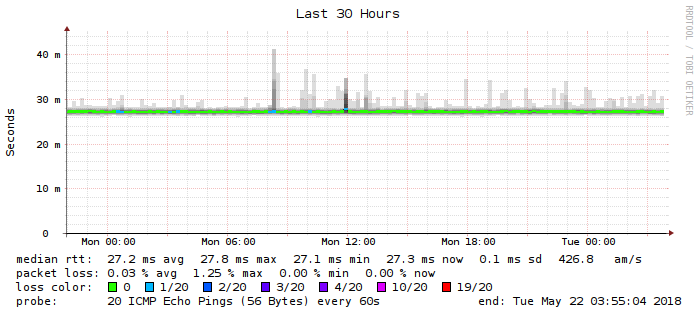 Last 30 Hours
RRDTOOL / TOBI OETIKER
Seconds
40 m
30 m
20 m
10 m
0
Mon 00:00 Mon 06:00 Mon 12:00 Mon 18:00 Tue 00:00
median rtt: 27.2 ms avg 27.8 ms max 27.1 ms min 27.3 ms now 0.1 ms sd 426.8 am/s
packet loss: 0.03 % avg 1.25 % max 0.00 % min 0.00 % now
loss color: 0 1/20 2/20 3/20 4/20 10/20 19/20
probe: 20 ICMP Echo Pings (56 Bytes) every 60s end: Tue May 22 03:55:04 2018